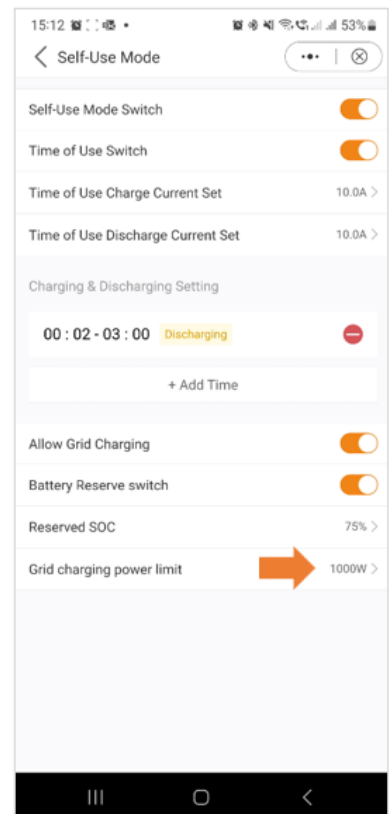 15:12 53%
Self-Use Mode
Self-Use Mode Switch
Time of Use Switch
Time of Use Charge Current Set 10.0A >
Time of Use Discharge Current Set 10.0A >
Charging & Discharging Setting
00 : 02 - 03 : 00 Discharging
+ Add Time
Allow Grid Charging
Battery Reserve switch
Reserved SOC 75% >
Grid charging power limit 1000W >